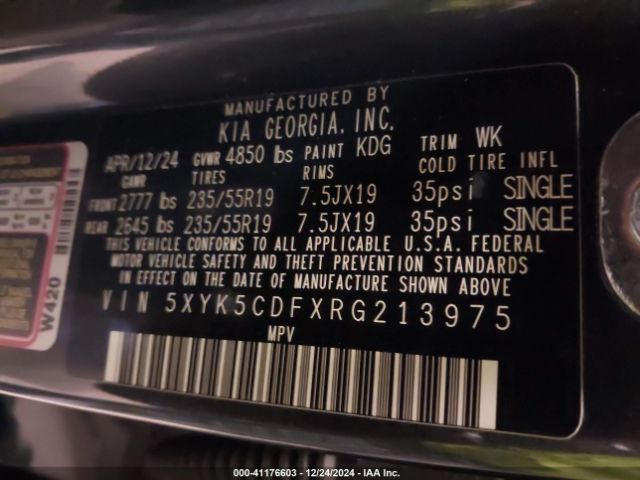 MANUFACTURED BY
KIA GEORGIA, INC.
APR/12/24 GVWR 4850 lbs PAINT KDG TRIM WK
GAWR TIRES RIMS COLD TIRE INFL
FRONT 2777 lbs 235/55R19 7.5JX19 35psi SINGLE
REAR 2645 lbs 235/55R19 7.5JX19 35psi SINGLE
THIS VEHICLE CONFORMS TO ALL APPLICABLE U.S.A. FEDERAL
MOTOR VEHICLE SAFETY AND THEFT PREVENTION STANDARDS
IN EFFECT ON THE DATE OF MANUFACTURE SHOWN ABOVE
VIN 5XYK5CDFXRG213975
MPV
W420
000-41176603 - 12/24/2024 - IAA Inc.